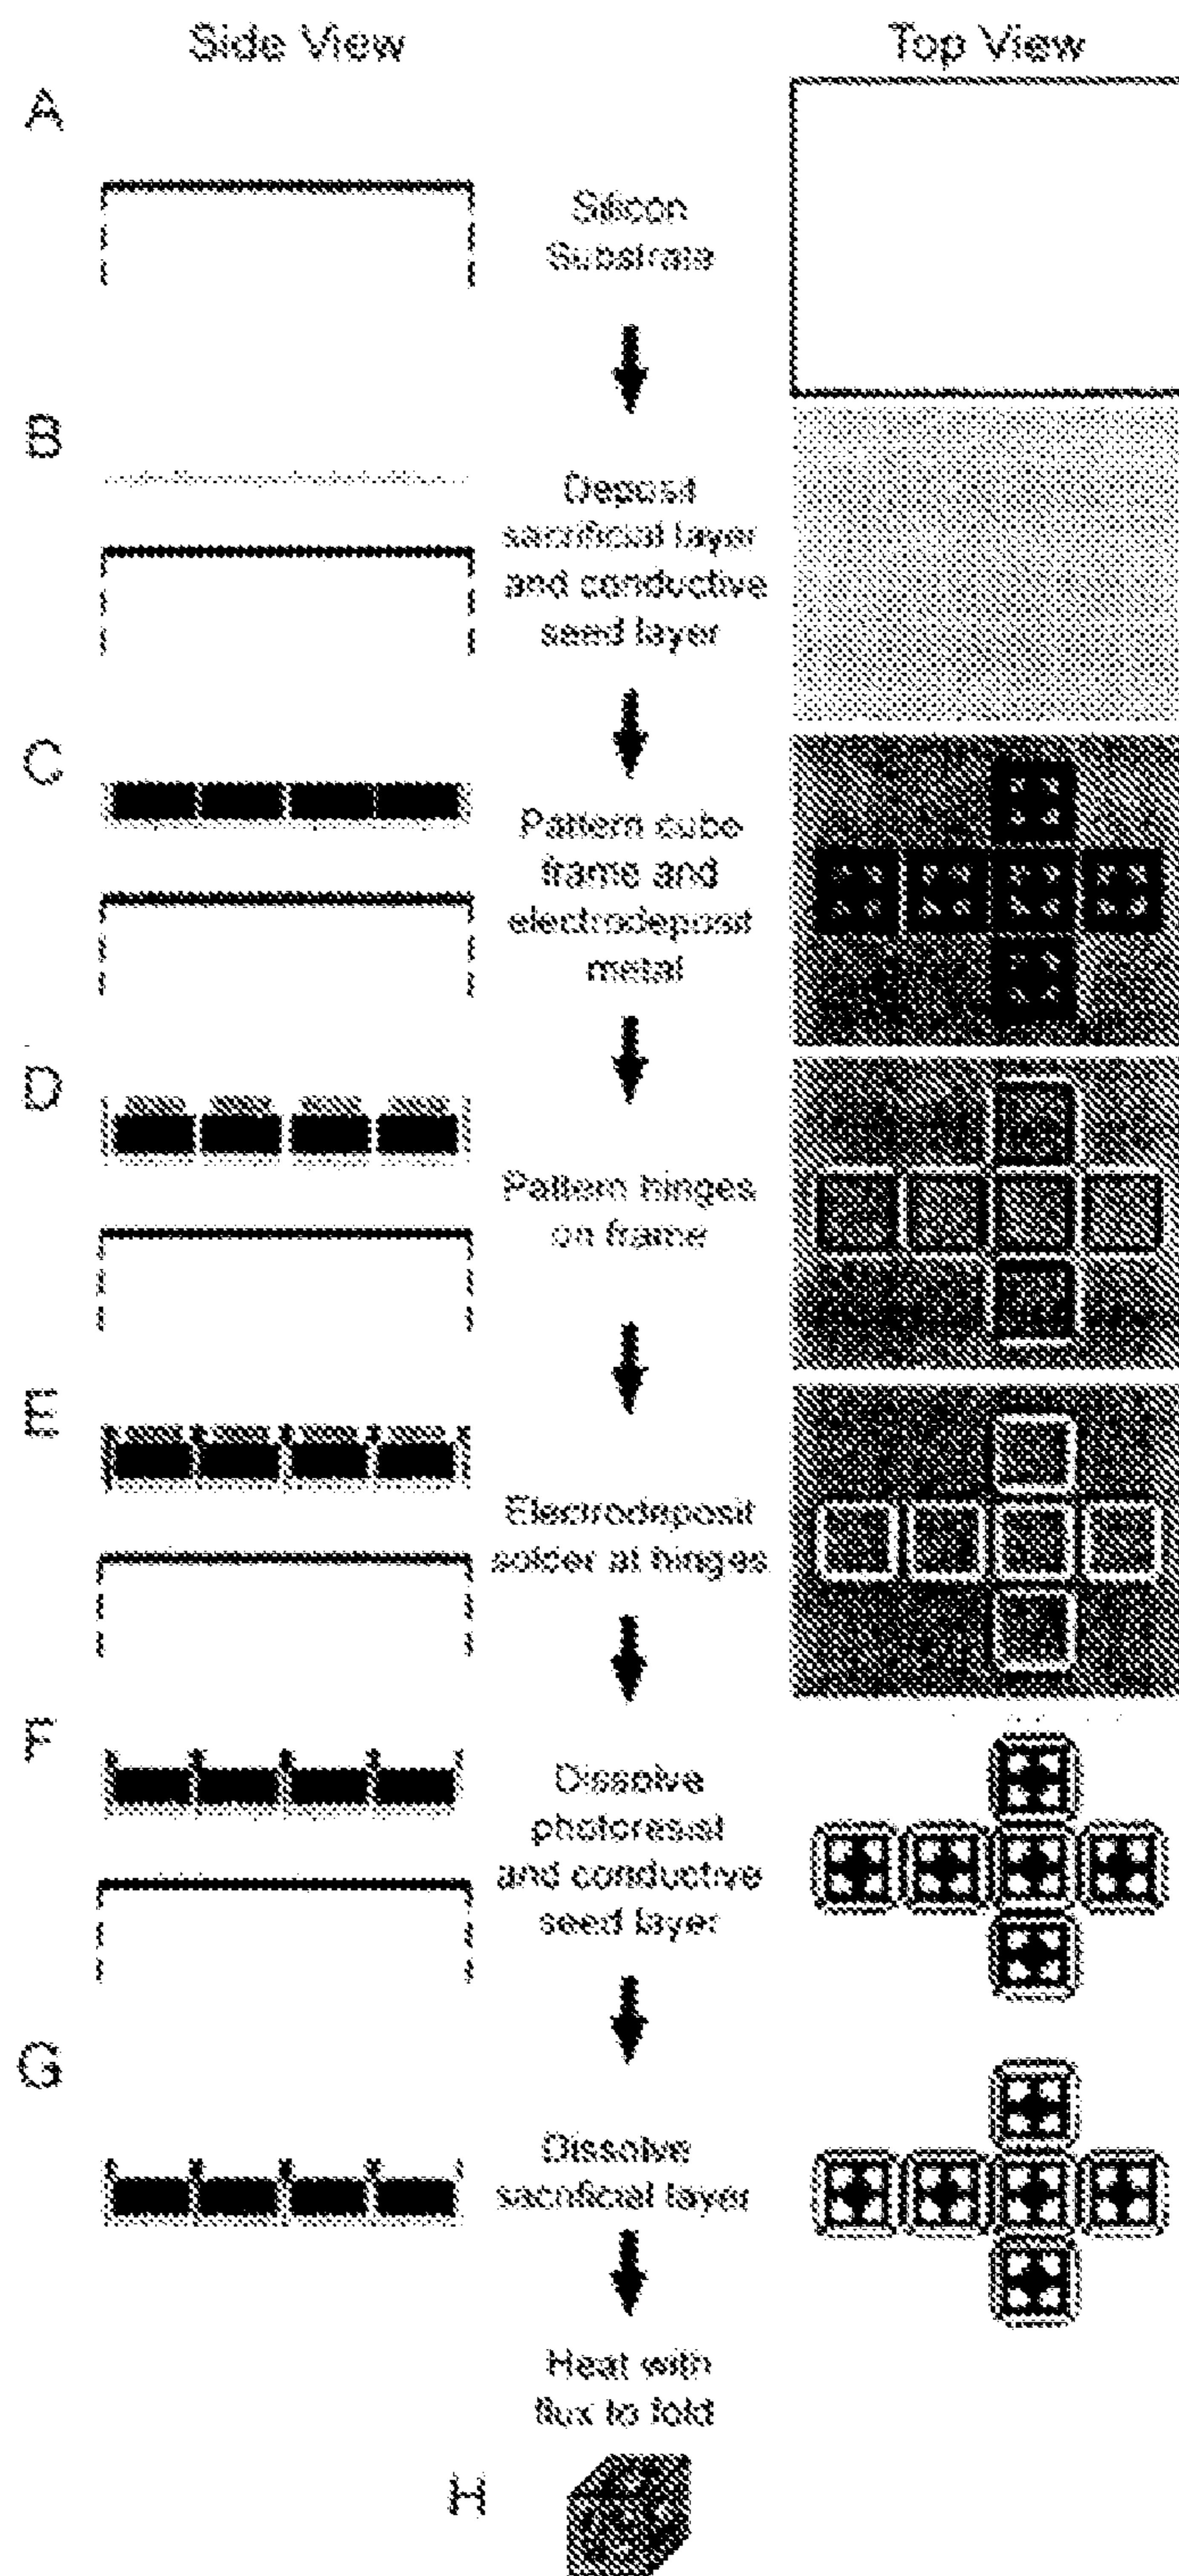 Side View
Top View
A
Silicon
Substrate
B
Deposit
sacrificial layer
and conductive
seed layer
C
Pattern cube
frame and
electrodeposit
metal
D
Pattern hinges
on frame
E
Electrodeposit
solder at hinges
F
Dissolve
photoresist
and conductive
seed layer
G
Dissolve
sacrificial layer
Heat with
flux to fold
H